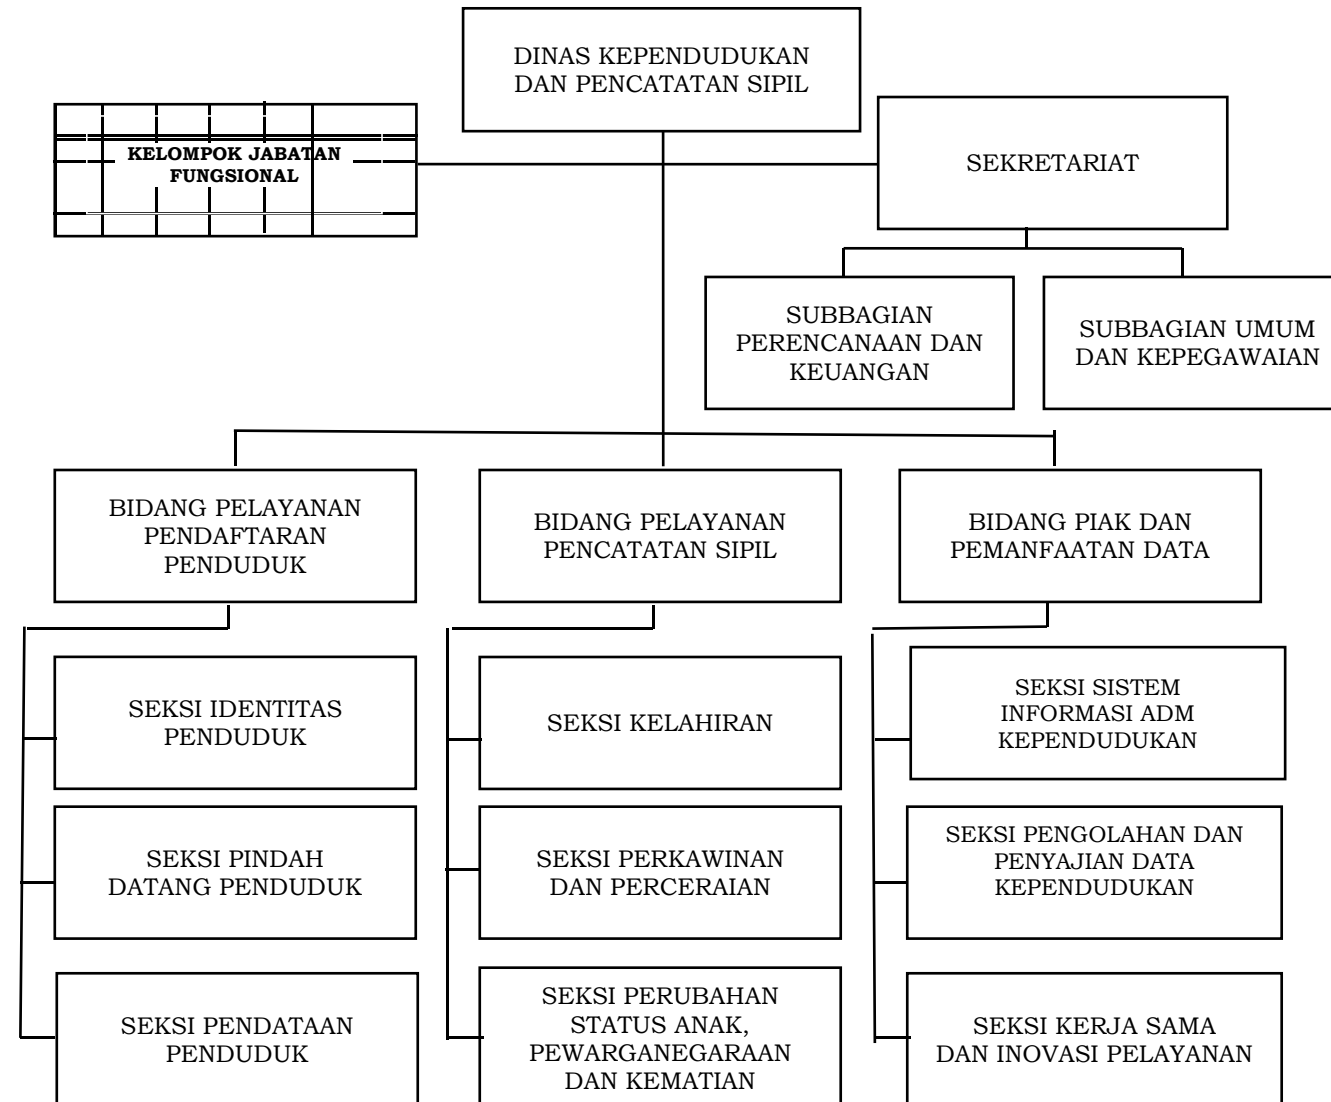 DINAS KEPENDUDUKAN
DAN PENCATATAN SIPIL
KELOMPOK JABATAN
FUNGSIONAL
SEKRETARIAT
SUBBAGIAN
PERENCANAAN DAN
KEUANGAN
SUBBAGIAN UMUM
DAN KEPEGAWAIAN
BIDANG PELAYANAN
PENDAFTARAN
PENDUDUK
BIDANG PELAYANAN
PENCATATAN SIPIL
BIDANG PIAK DAN
PEMANFAATAN DATA
SEKSI IDENTITAS
PENDUDUK
SEKSI KELAHIRAN
SEKSI SISTEM
INFORMASI ADM
KEPENDUDUKAN
SEKSI PINDAH
DATANG PENDUDUK
SEKSI PERKAWINAN
DAN PERCERAIAN
SEKSI PENGOLAHAN DAN
PENYAJIAN DATA
KEPENDUDUKAN
SEKSI PENDATAAN
PENDUDUK
SEKSI PERUBAHAN
STATUS ANAK,
PEWARGANEGARAAN
DAN KEMATIAN
SEKSI KERJA SAMA
DAN INOVASI PELAYANAN